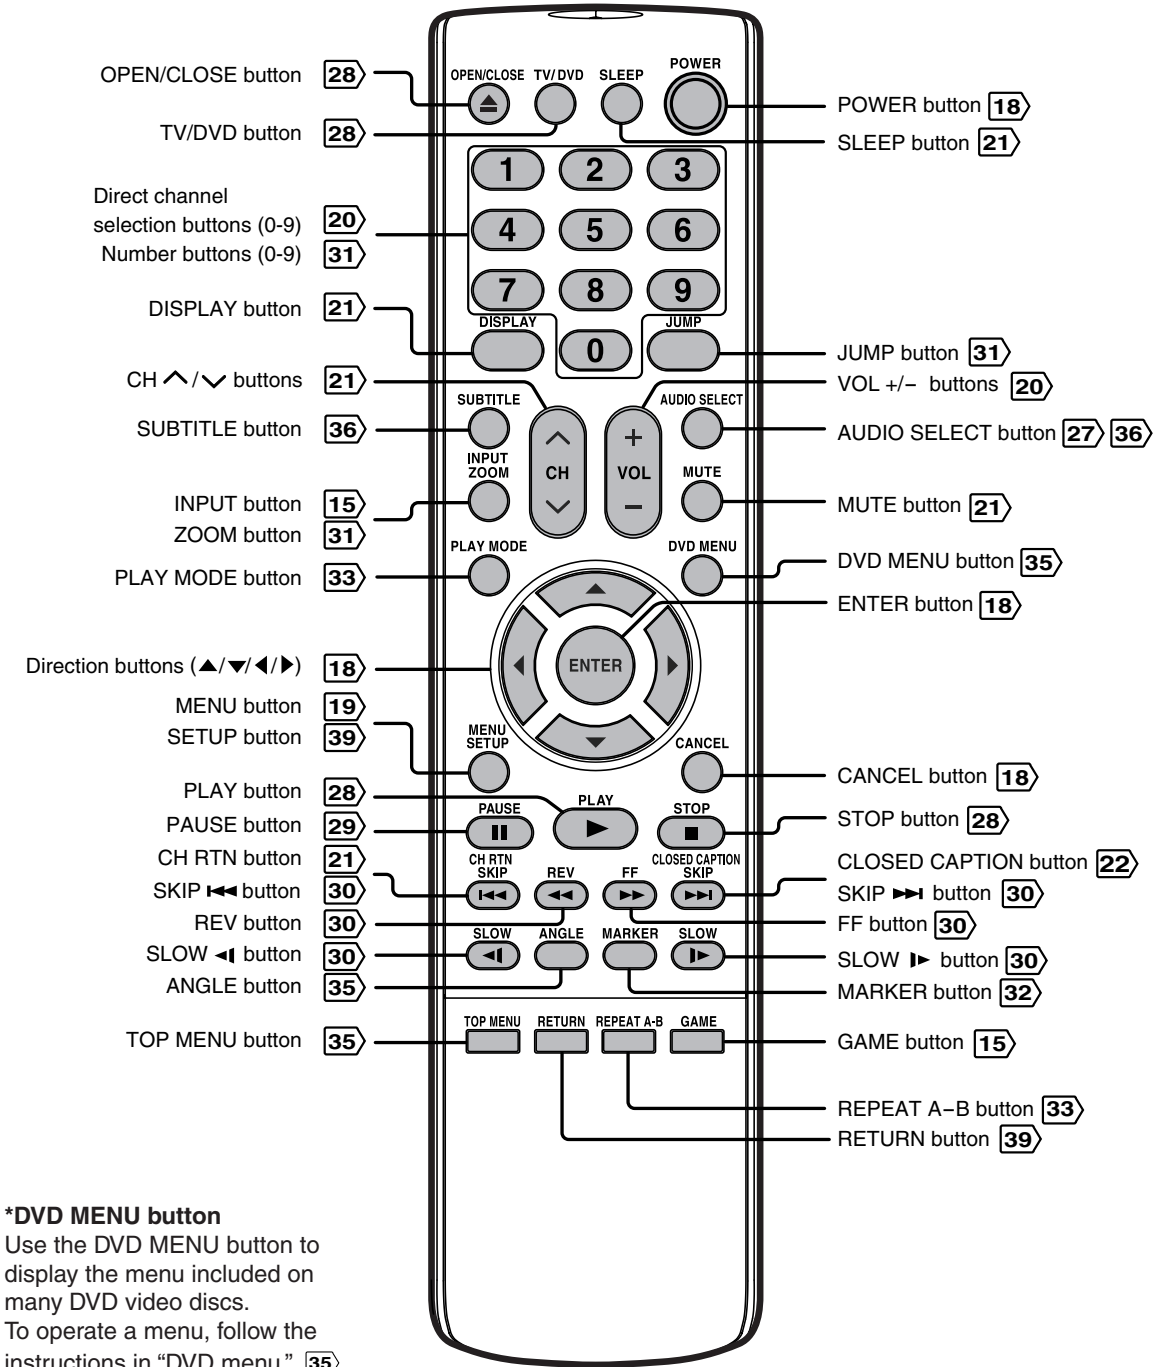 OPEN/CLOSE button 28
TV/DVD button 28
Direct channel
selection buttons (0-9) 20
Number buttons (0-9) 31
DISPLAY button 21
CH ︿/﹀ buttons 21
SUBTITLE button 36
INPUT button 15
ZOOM button 31
PLAY MODE button 33
Direction buttons (▲/▼/◀/▶) 18
MENU button 19
SETUP button 39
PLAY button 28
PAUSE button 29
CH RTN button 21
SKIP ⏮ button 30
REV button 30
SLOW ◀| button 30
ANGLE button 35
TOP MENU button 35
OPEN/CLOSE TV/DVD SLEEP POWER
1 2 3
4 5 6
7 8 9
DISPLAY 0 JUMP
SUBTITLE AUDIO SELECT
INPUT
ZOOM CH + VOL − MUTE
PLAY MODE DVD MENU
ENTER
MENU
SETUP CANCEL
PAUSE PLAY STOP
CH RTN CLOSED CAPTION
SKIP REV FF SKIP
SLOW ANGLE MARKER SLOW
TOP MENU RETURN REPEAT A-B GAME
POWER button 18
SLEEP button 21
JUMP button 31
VOL +/− buttons 20
AUDIO SELECT button 27 36
MUTE button 21
DVD MENU button 35
ENTER button 18
CANCEL button 18
STOP button 28
CLOSED CAPTION button 22
SKIP ⏭ button 30
FF button 30
SLOW |▶ button 30
MARKER button 32
GAME button 15
REPEAT A−B button 33
RETURN button 39
*DVD MENU button
Use the DVD MENU button to
display the menu included on
many DVD video discs.
To operate a menu, follow the
instructions in “DVD menu.” 35